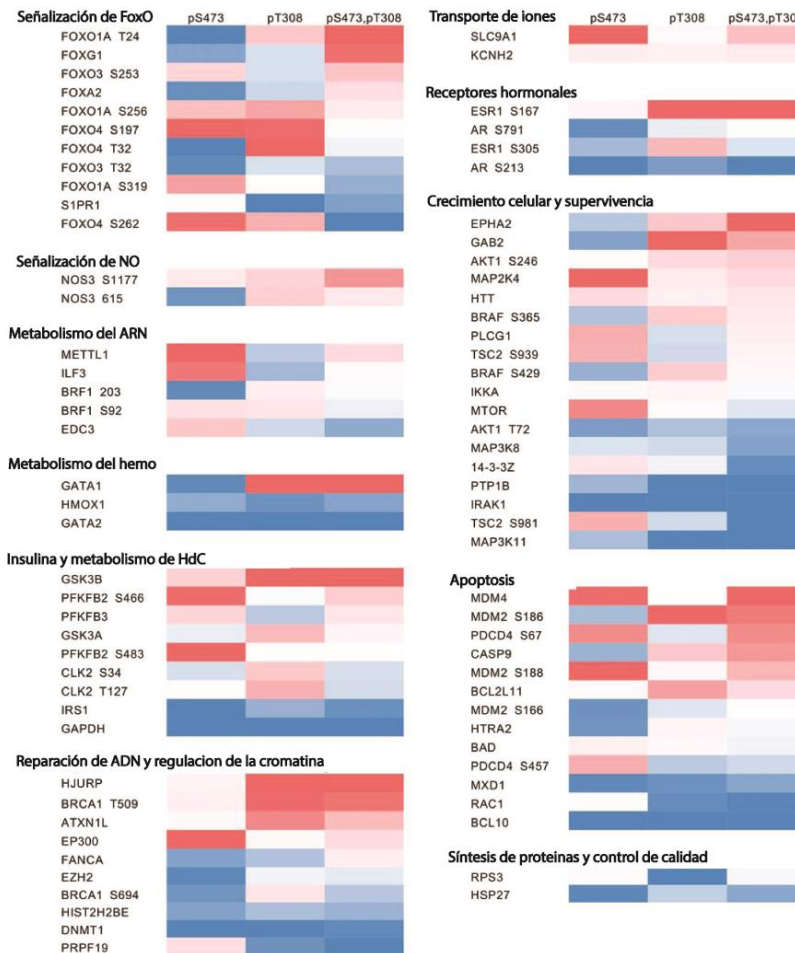 Señalización de FoxO
pS473 pT308 pS473,pT308
FOXO1A T24
FOXG1
FOXO3 S253
FOXA2
FOXO1A S256
FOXO4 S197
FOXO4 T32
FOXO3 T32
FOXO1A S319
S1PR1
FOXO4 S262
Señalización de NO
NOS3 S1177
NOS3 615
Metabolismo del ARN
METTL1
ILF3
BRF1 203
BRF1 S92
EDC3
Metabolismo del hemo
GATA1
HMOX1
GATA2
Insulina y metabolismo de HdC
GSK3B
PFKFB2 S466
PFKFB3
GSK3A
PFKFB2 S483
CLK2 S34
CLK2 T127
IRS1
GAPDH
Reparación de ADN y regulacion de la cromatina
HJURP
BRCA1 T509
ATXN1L
EP300
FANCA
EZH2
BRCA1 S694
HIST2H2BE
DNMT1
PRPF19
Transporte de iones
pS473 pT308 pS473,pT30
SLC9A1
KCNH2
Receptores hormonales
ESR1 S167
AR S791
ESR1 S305
AR S213
Crecimiento celular y supervivencia
EPHA2
GAB2
AKT1 S246
MAP2K4
HTT
BRAF S365
PLCG1
TSC2 S939
BRAF S429
IKKA
MTOR
AKT1 T72
MAP3K8
14-3-3Z
PTP1B
IRAK1
TSC2 S981
MAP3K11
Apoptosis
MDM4
MDM2 S186
PDCD4 S67
CASP9
MDM2 S188
BCL2L11
MDM2 S166
HTRA2
BAD
PDCD4 S457
MXD1
RAC1
BCL10
Síntesis de proteinas y control de calidad
RPS3
HSP27